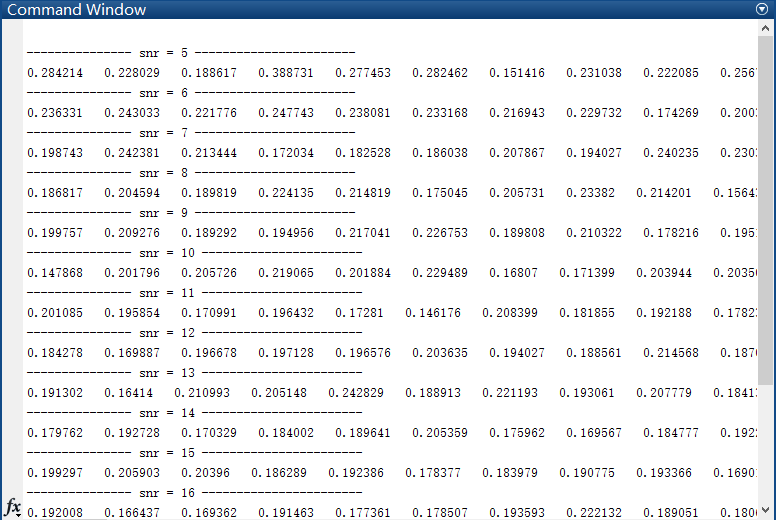 Command Window
--------------- snr = 5 -----------------------
0.284214 0.228029 0.188617 0.388731 0.277453 0.282462 0.151416 0.231038 0.222085 0.256
--------------- snr = 6 -----------------------
0.236331 0.243033 0.221776 0.247743 0.238081 0.233168 0.216943 0.229732 0.174269 0.200
--------------- snr = 7 -----------------------
0.198743 0.242381 0.213444 0.172034 0.182528 0.186038 0.207867 0.194027 0.240235 0.230
--------------- snr = 8 -----------------------
0.186817 0.204594 0.189819 0.224135 0.214819 0.175045 0.205731 0.23382 0.214201 0.1564
--------------- snr = 9 -----------------------
0.199757 0.209276 0.189292 0.194956 0.217041 0.226753 0.189808 0.210322 0.178216 0.195
--------------- snr = 10 -----------------------
0.147868 0.201796 0.205726 0.219065 0.201884 0.229489 0.16807 0.171399 0.203944 0.2035
--------------- snr = 11 -----------------------
0.201085 0.195854 0.170991 0.196432 0.17281 0.146176 0.208399 0.181855 0.192188 0.1782
--------------- snr = 12 -----------------------
0.184278 0.169887 0.196678 0.197128 0.196576 0.203635 0.194027 0.188561 0.214568 0.187
--------------- snr = 13 -----------------------
0.191302 0.16414 0.210993 0.205148 0.242829 0.188913 0.221193 0.193061 0.207779 0.1841
--------------- snr = 14 -----------------------
0.179762 0.192728 0.170329 0.184002 0.189641 0.205359 0.175962 0.169567 0.184777 0.192
--------------- snr = 15 -----------------------
0.199297 0.205903 0.20396 0.186289 0.192386 0.178377 0.183979 0.190775 0.193366 0.1690
--------------- snr = 16 -----------------------
fx 0.192008 0.166437 0.169362 0.191463 0.177361 0.178507 0.193593 0.222132 0.189051 0.180